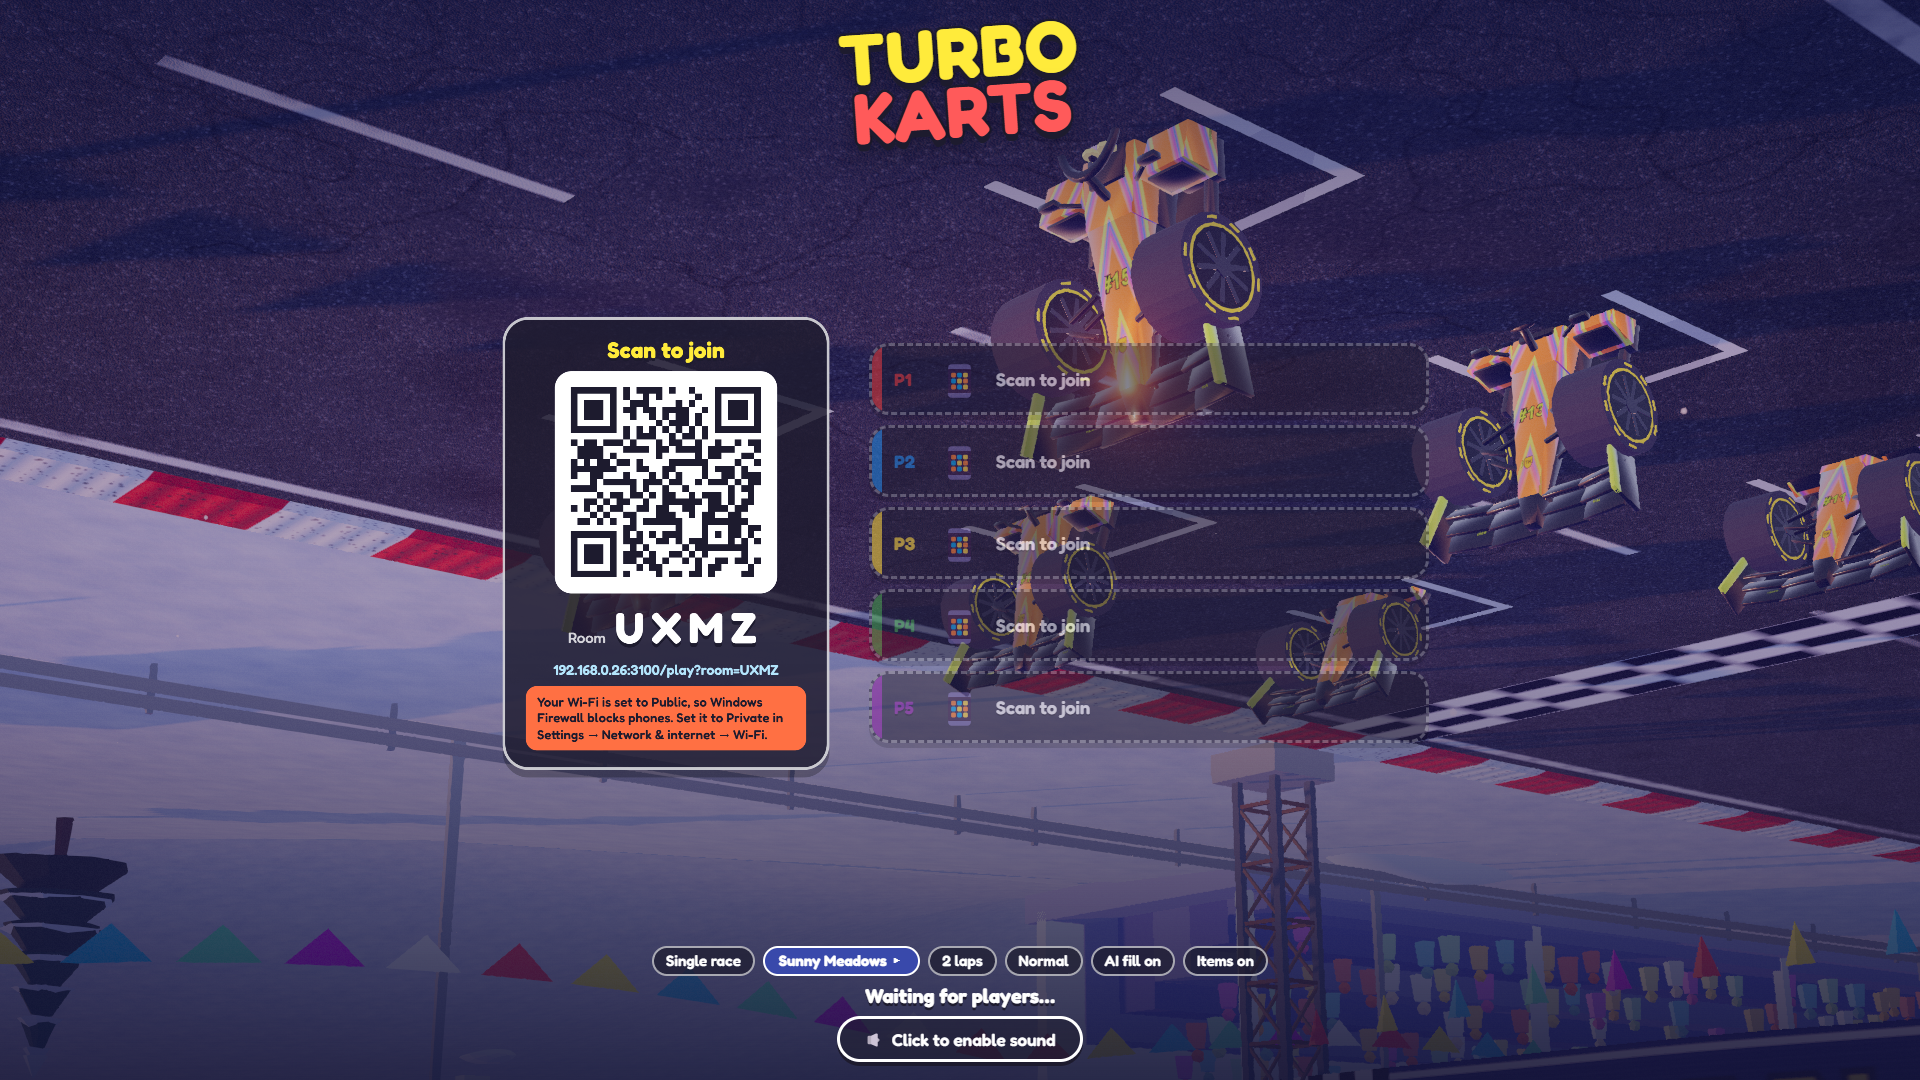 TURBO
KARTS
Scan to join
Room UXMZ
192.168.0.26:3100/play?room=UXMZ
Your Wi-Fi is set to Public, so Windows
Firewall blocks phones. Set it to Private in
Settings → Network & internet → Wi-Fi.
P1 Scan to join
P2 Scan to join
P3 Scan to join
P4 Scan to join
P5 Scan to join
#15
Single race
Sunny Meadows ▸
2 laps
Normal
AI fill on
Items on
Waiting for players...
Click to enable sound